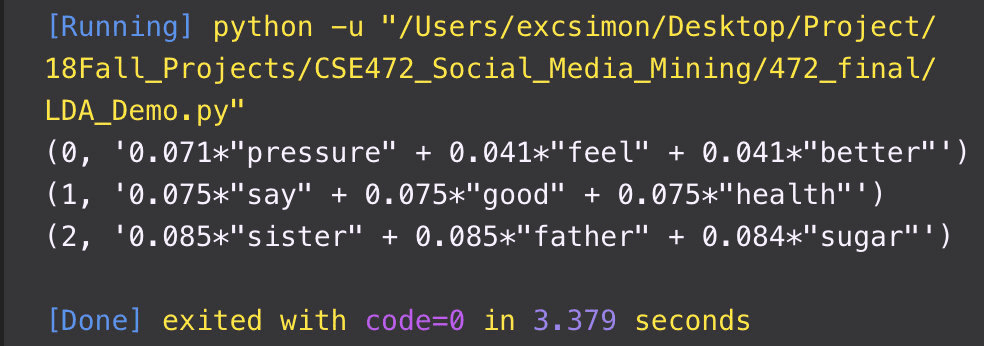 [Running] python -u "/Users/excsimon/Desktop/Project/
18Fall_Projects/CSE472_Social_Media_Mining/472_final/
LDA_Demo.py"
(0, '0.071*"pressure" + 0.041*"feel" + 0.041*"better"')
(1, '0.075*"say" + 0.075*"good" + 0.075*"health"')
(2, '0.085*"sister" + 0.085*"father" + 0.084*"sugar"')
[Done] exited with code=0 in 3.379 seconds